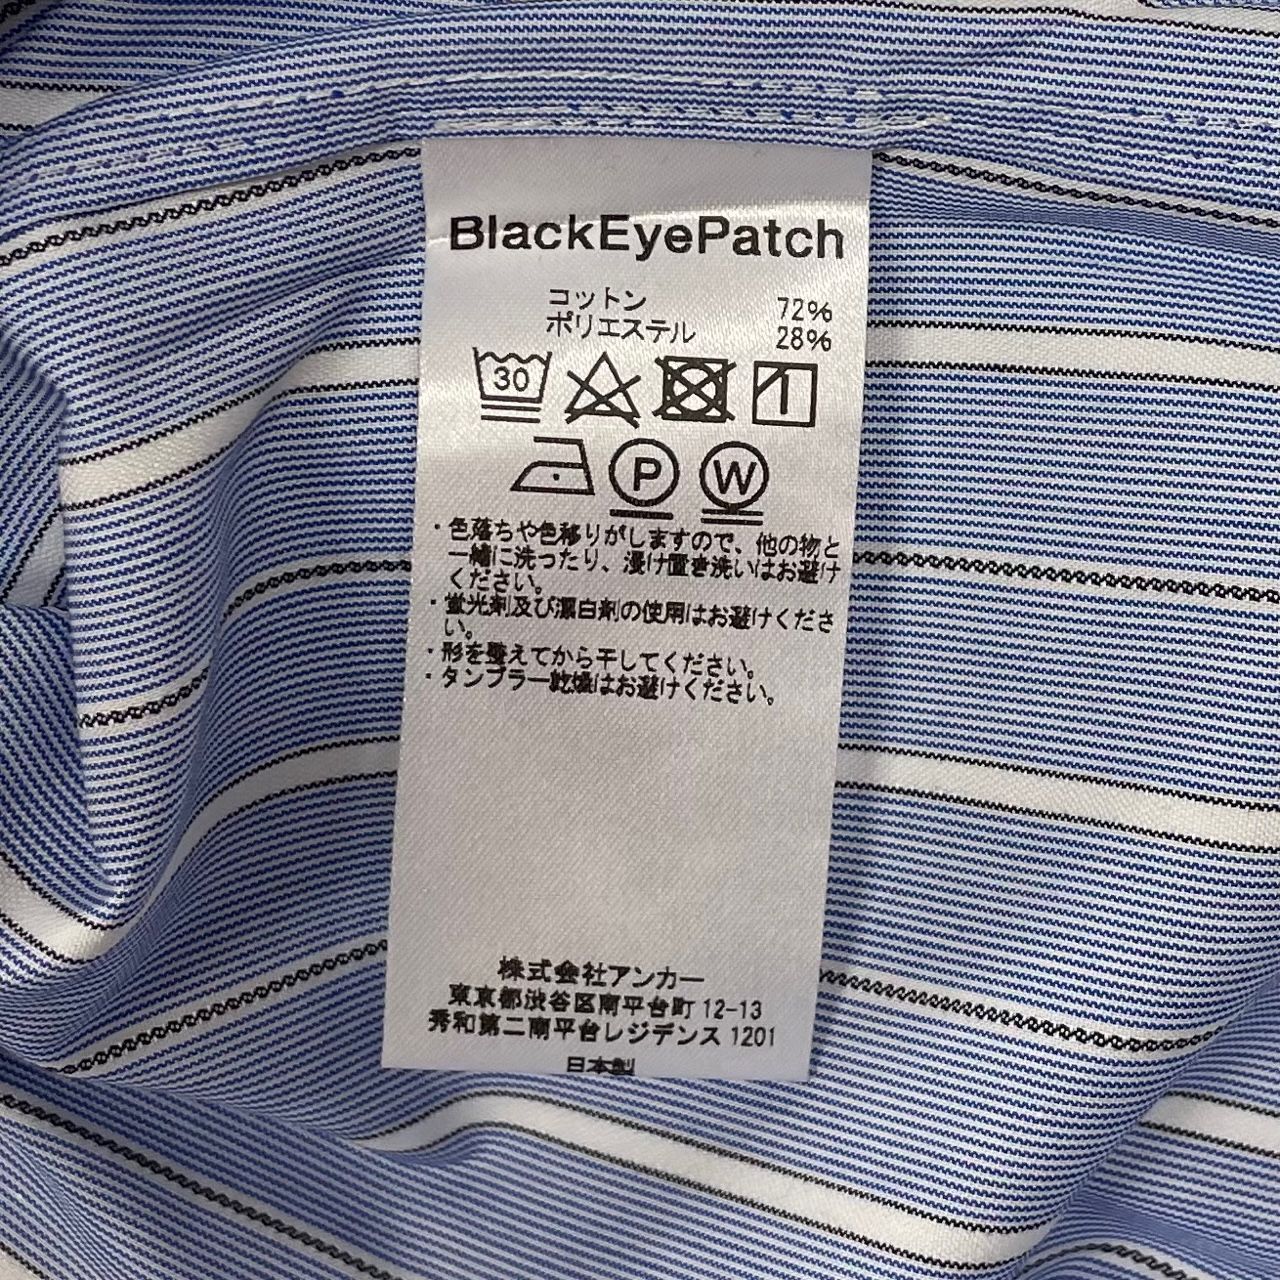 BlackEyePatch
コットン 72%
ポリエステル 28%
30
1
P W
・色落ちや色移りがしますので、他の物と
一緒に洗ったり、浸け置き洗いはお避け
ください。
・蛍光剤及び漂白剤の使用はお避けくださ
い。
・形を整えてから干してください。
・タンブラー乾燥はお避けください。
株式会社アンカー
東京都渋谷区南平台町 12-13
秀和第二南平台レジデンス 1201
日本製